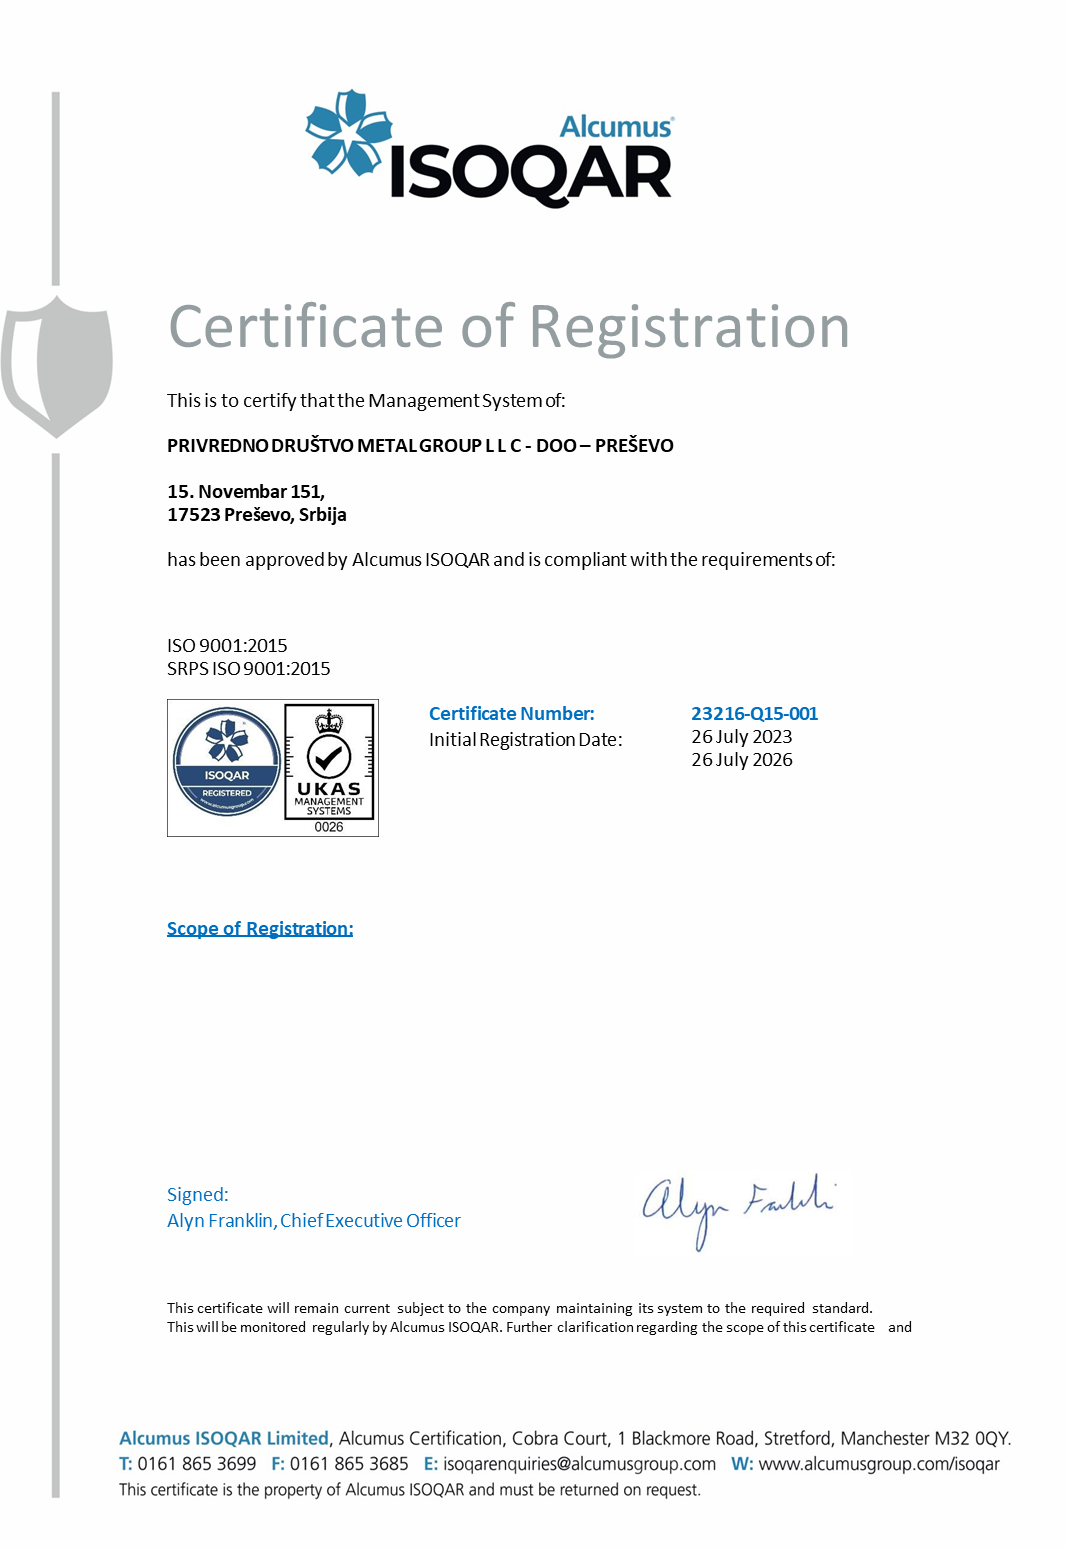 Alcumus®
ISOQAR
Certificate of Registration
This is to certify that the Management System of:
PRIVREDNO DRUŠTVO METAL GROUP L L C - DOO – PREŠEVO
15. Novembar 151,
17523 Preševo, Srbija
has been approved by Alcumus ISOQAR and is compliant with the requirements of:
ISO 9001:2015
SRPS ISO 9001:2015
ISOQAR
REGISTERED
www.alcumusgroup.com
UKAS
MANAGEMENT
SYSTEMS
0026
Certificate Number: 23216-Q15-001
Initial Registration Date: 26 July 2023
26 July 2026
Scope of Registration:
Signed:
Alyn Franklin, Chief Executive Officer
This certificate will remain current subject to the company maintaining its system to the required standard.
This will be monitored regularly by Alcumus ISOQAR. Further clarification regarding the scope of this certificate and
Alcumus ISOQAR Limited, Alcumus Certification, Cobra Court, 1 Blackmore Road, Stretford, Manchester M32 0QY.
T: 0161 865 3699 F: 0161 865 3685 E: isoqarenquiries@alcumusgroup.com W: www.alcumusgroup.com/isoqar
This certificate is the property of Alcumus ISOQAR and must be returned on request.